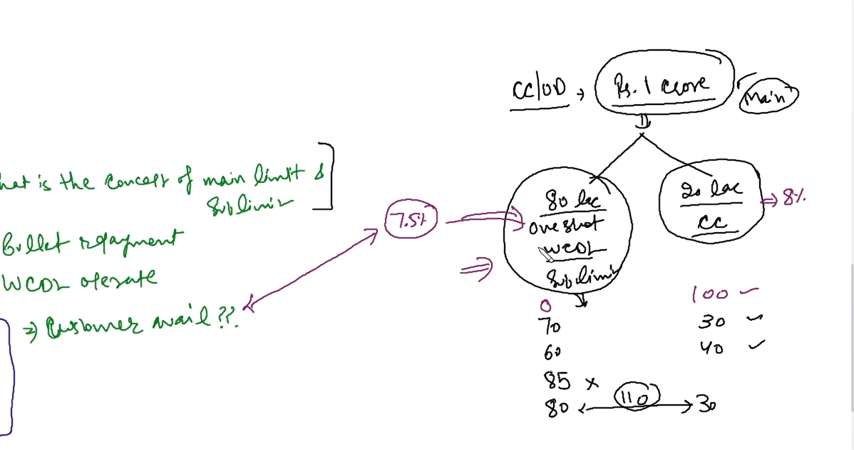 CC/OD → Rs. 1 crore
main
what is the concept of main limit &
Sublimit
Bullet repayment
WCDL operate
⇒ Customer avail ??
7.5%
80 lac
one shot
WCDL
Sublimit
20 lac
CC
⇒ 8%
0 100 ✓
70 30 ✓
60 40 ✓
85 ×
80 ← 110 → 30